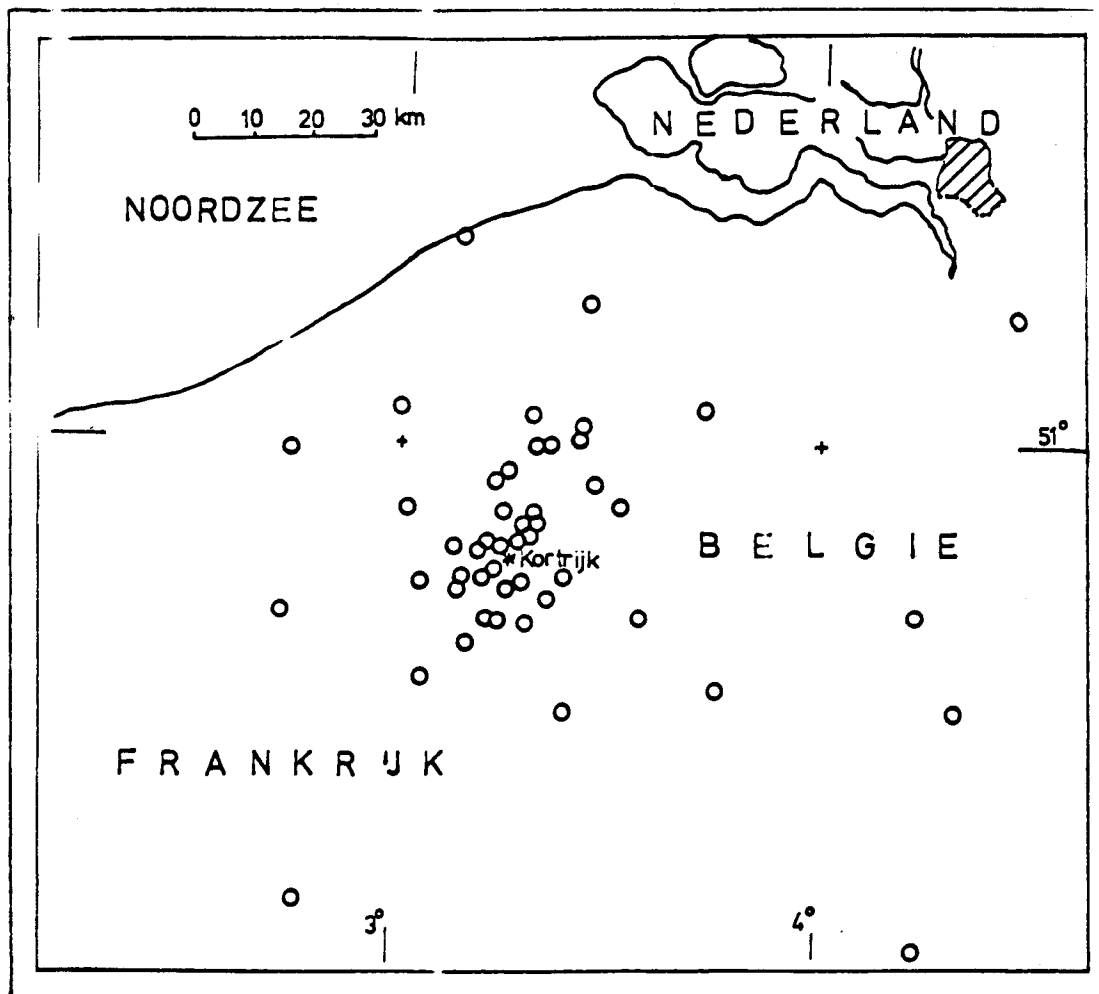 0 10 20 30 km
NEDERLAND
NOORDZEE
51°
BELGIE
*Kortrijk
FRANKRIJK
3° 4°